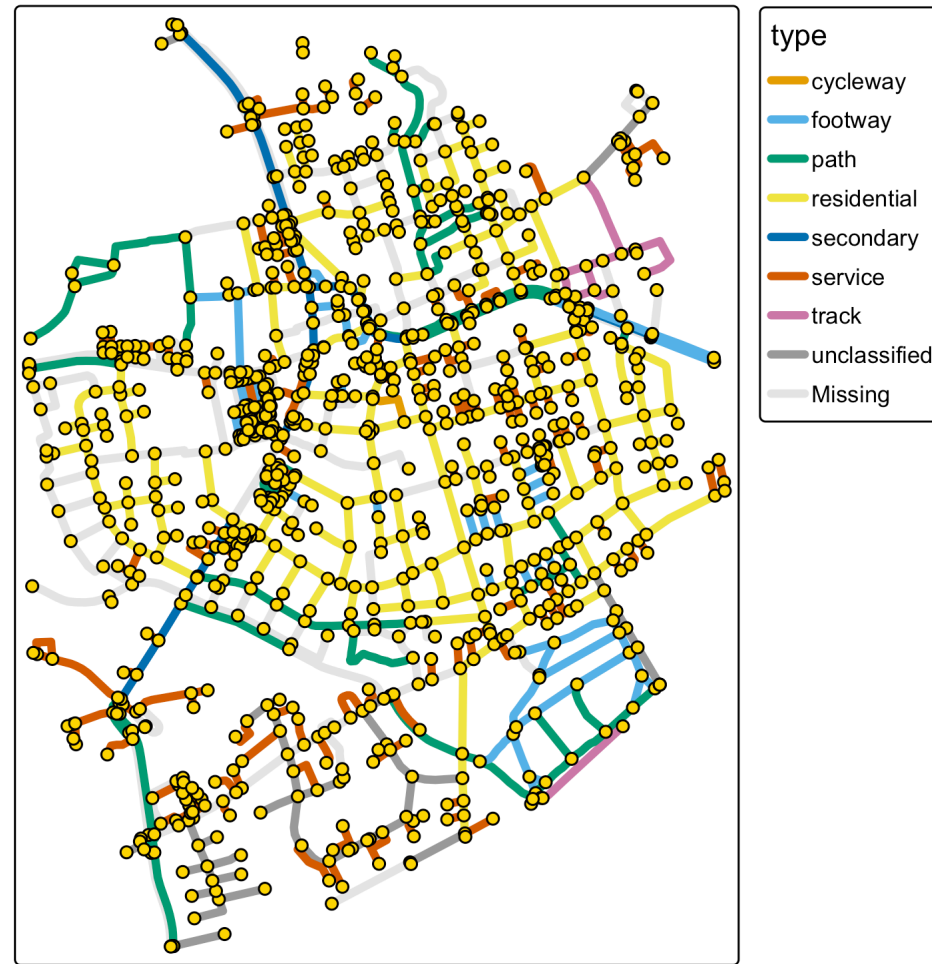 type
cycleway
footway
path
residential
secondary
service
track
unclassified
Missing